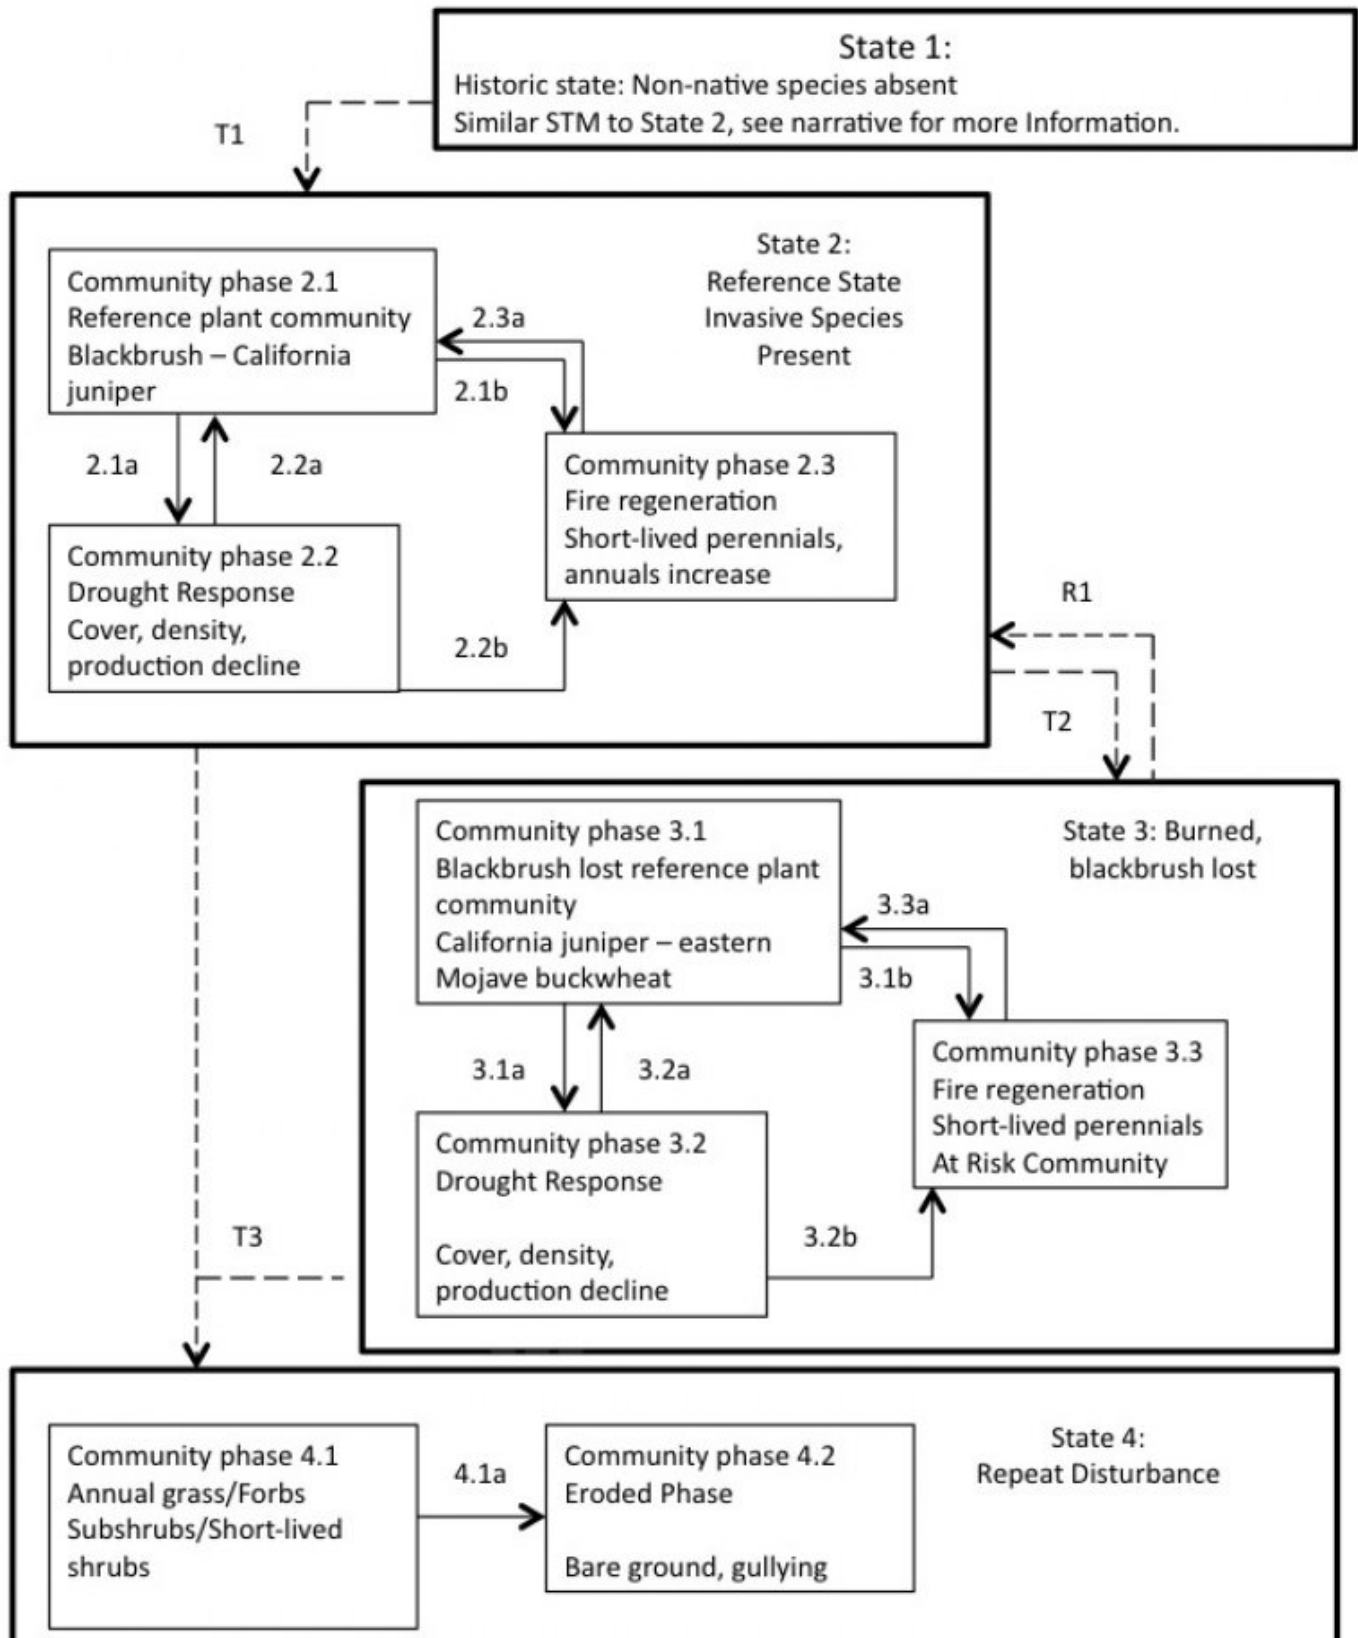 State 1:
Historic state: Non-native species absent
Similar STM to State 2, see narrative for more Information.
T1
State 2:
Reference State
Invasive Species
Present
Community phase 2.1
Reference plant community
Blackbrush – California
juniper
2.3a
2.1b
2.1a
2.2a
Community phase 2.3
Fire regeneration
Short-lived perennials,
annuals increase
Community phase 2.2
Drought Response
Cover, density,
production decline
2.2b
R1
T2
State 3: Burned,
blackbrush lost
Community phase 3.1
Blackbrush lost reference plant
community
California juniper – eastern
Mojave buckwheat
3.3a
3.1b
3.1a
3.2a
Community phase 3.3
Fire regeneration
Short-lived perennials
At Risk Community
Community phase 3.2
Drought Response
Cover, density,
production decline
3.2b
T3
State 4:
Repeat Disturbance
Community phase 4.1
Annual grass/Forbs
Subshrubs/Short-lived
shrubs
4.1a
Community phase 4.2
Eroded Phase
Bare ground, gullying